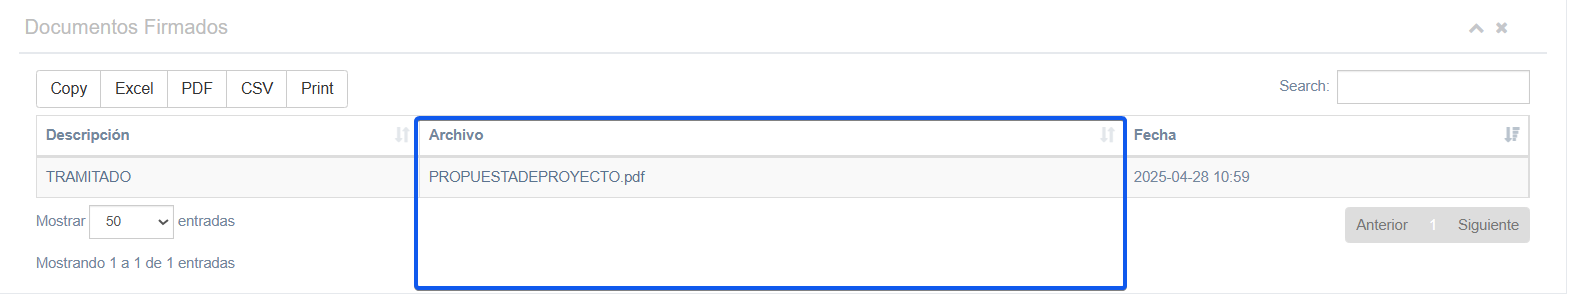 Documentos Firmados
Copy Excel PDF CSV Print Search:
Descripción Archivo Fecha
TRAMITADO PROPUESTADEPROYECTO.pdf 2025-04-28 10:59
Mostrar 50 entradas Anterior 1 Siguiente
Mostrando 1 a 1 de 1 entradas